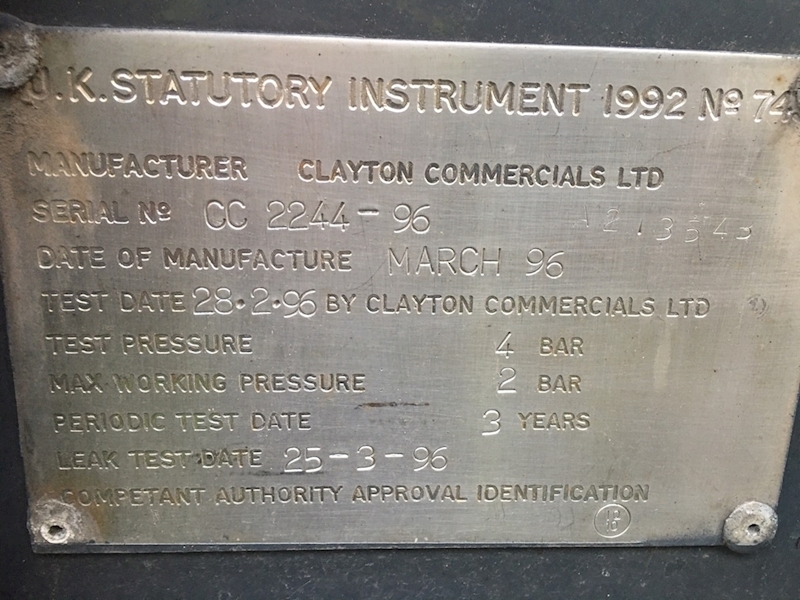 U.K. STATUTORY INSTRUMENT 1992 Nº 74
MANUFACTURER CLAYTON COMMERCIALS LTD
SERIAL Nº CC 2244-96
DATE OF MANUFACTURE MARCH 96
TEST DATE 28·2·96 BY CLAYTON COMMERCIALS LTD
TEST PRESSURE 4 BAR
MAX WORKING PRESSURE 2 BAR
PERIODIC TEST DATE 3 YEARS
LEAK TEST DATE 25-3-96
COMPETANT AUTHORITY APPROVAL IDENTIFICATION